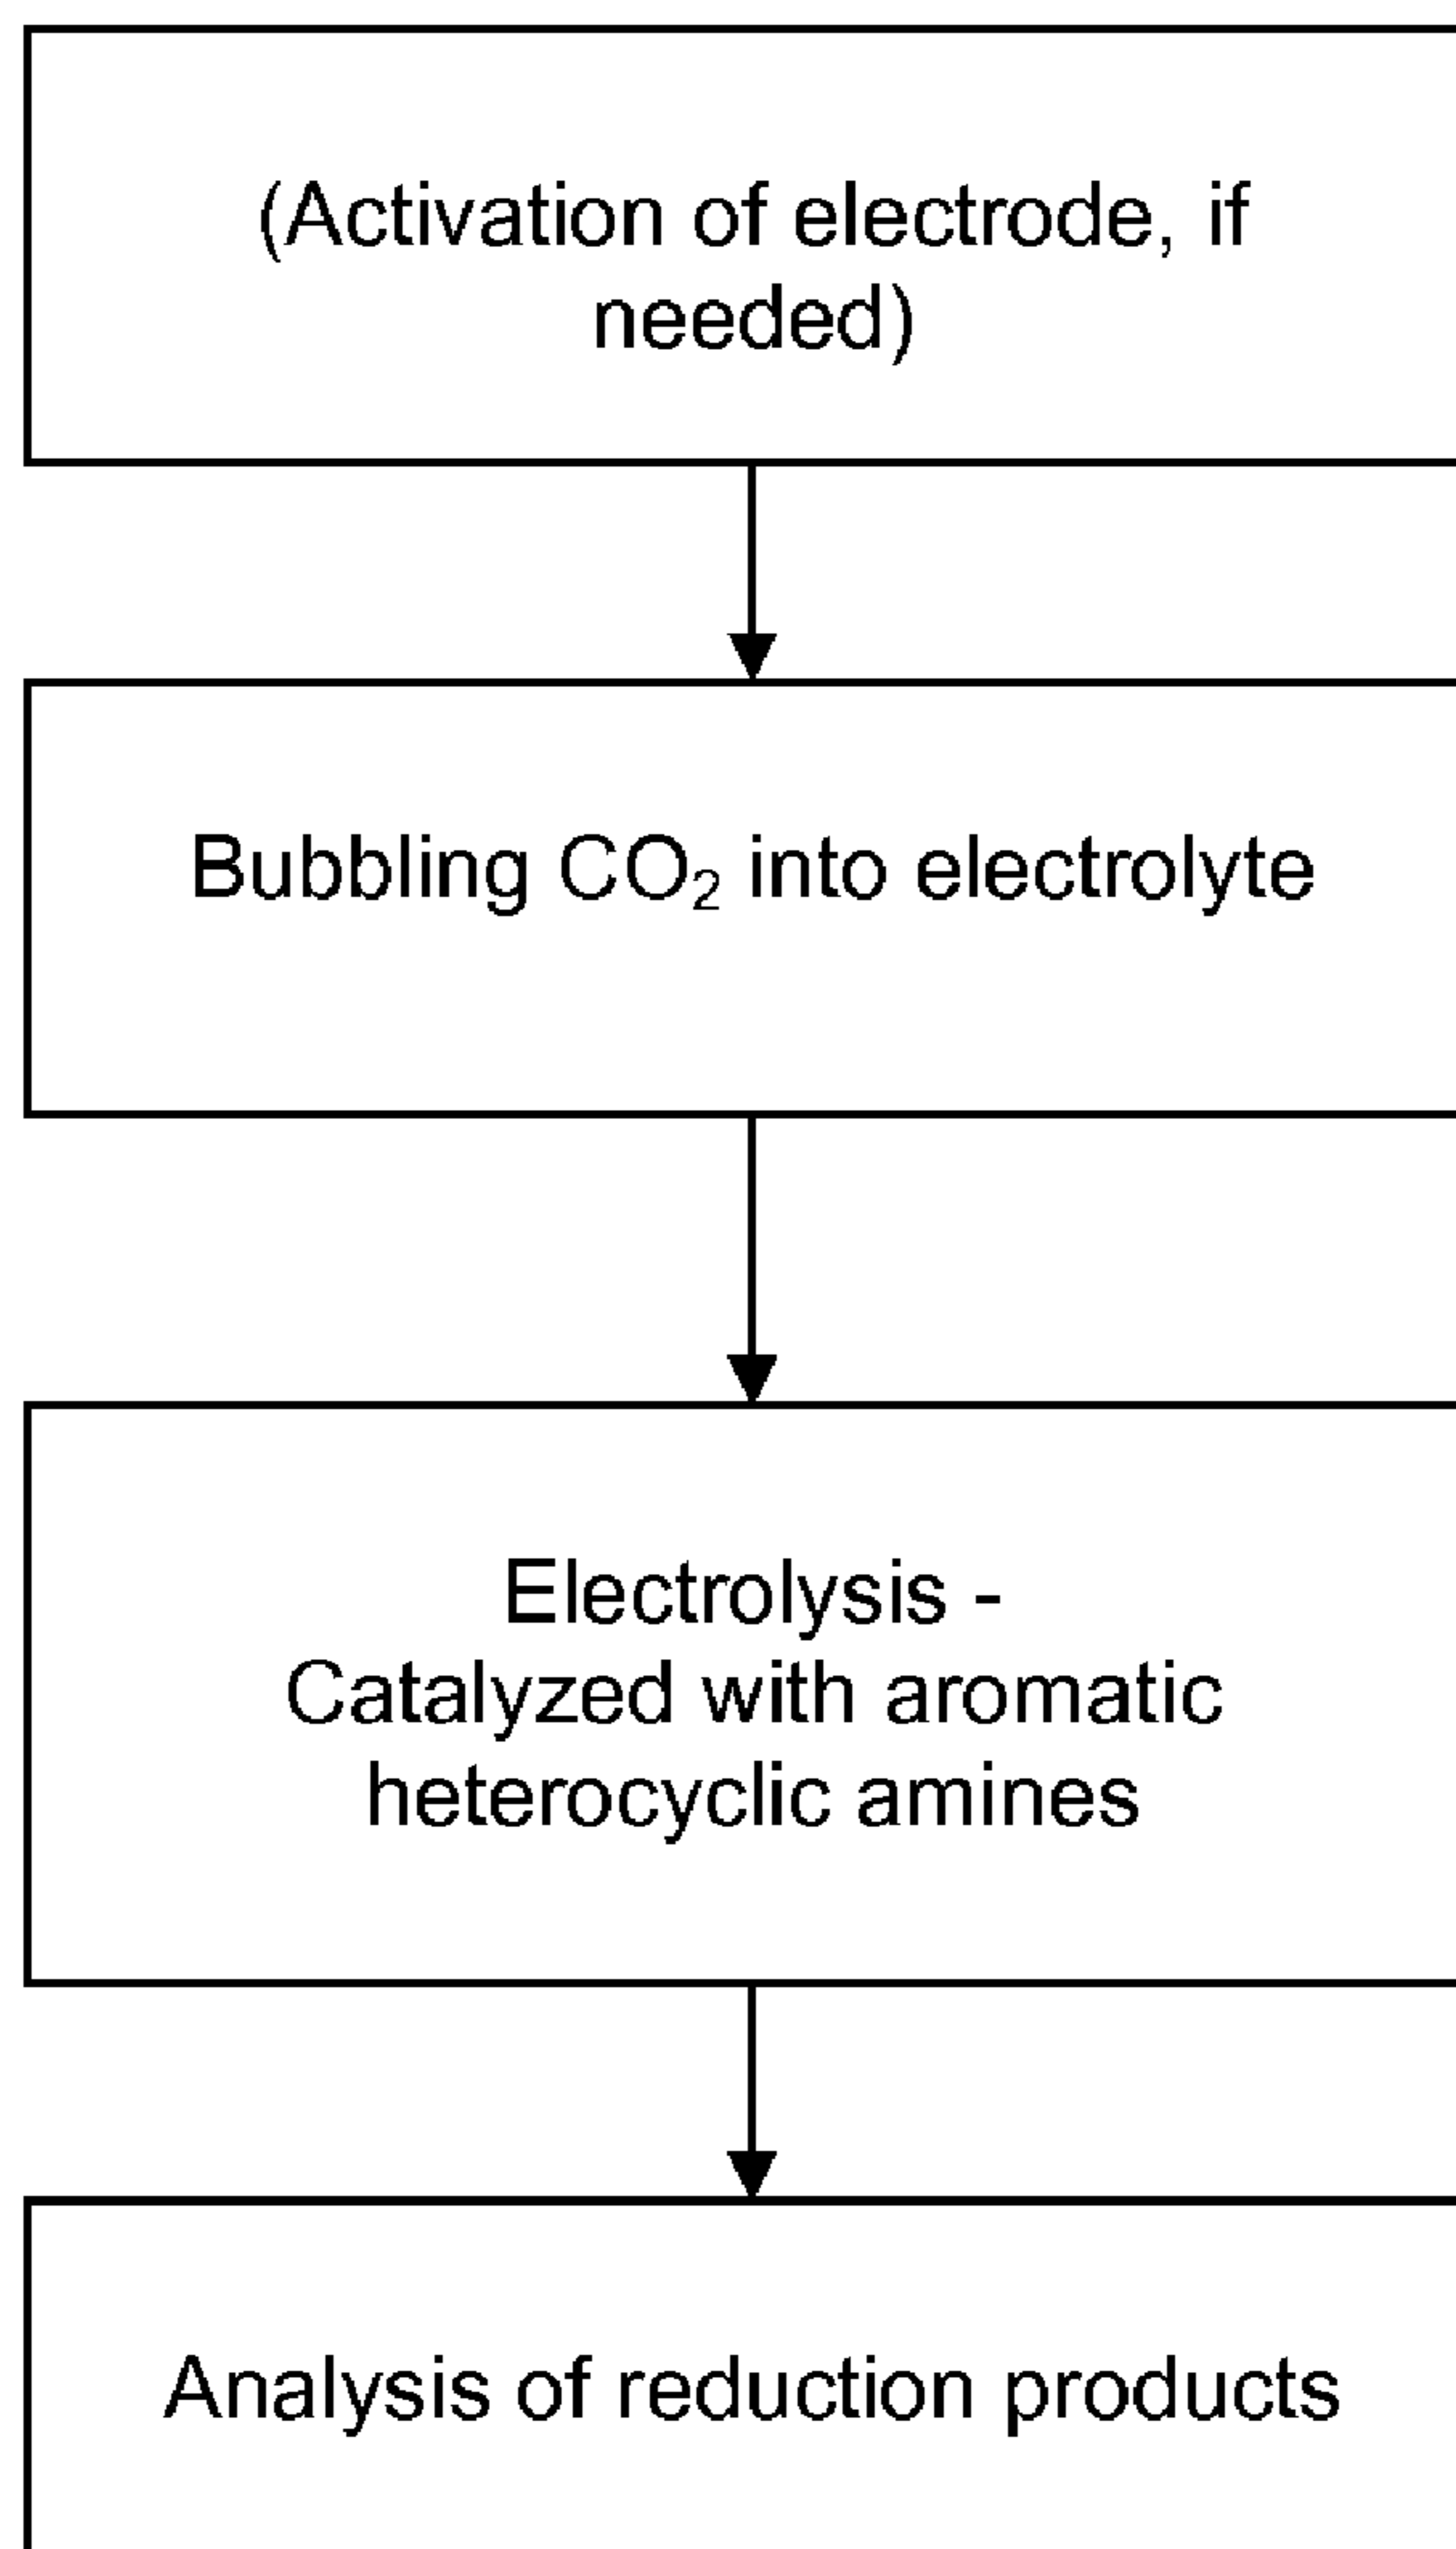 (Activation of electrode, if
needed)
Bubbling CO₂ into electrolyte
Electrolysis -
Catalyzed with aromatic
heterocyclic amines
Analysis of reduction products